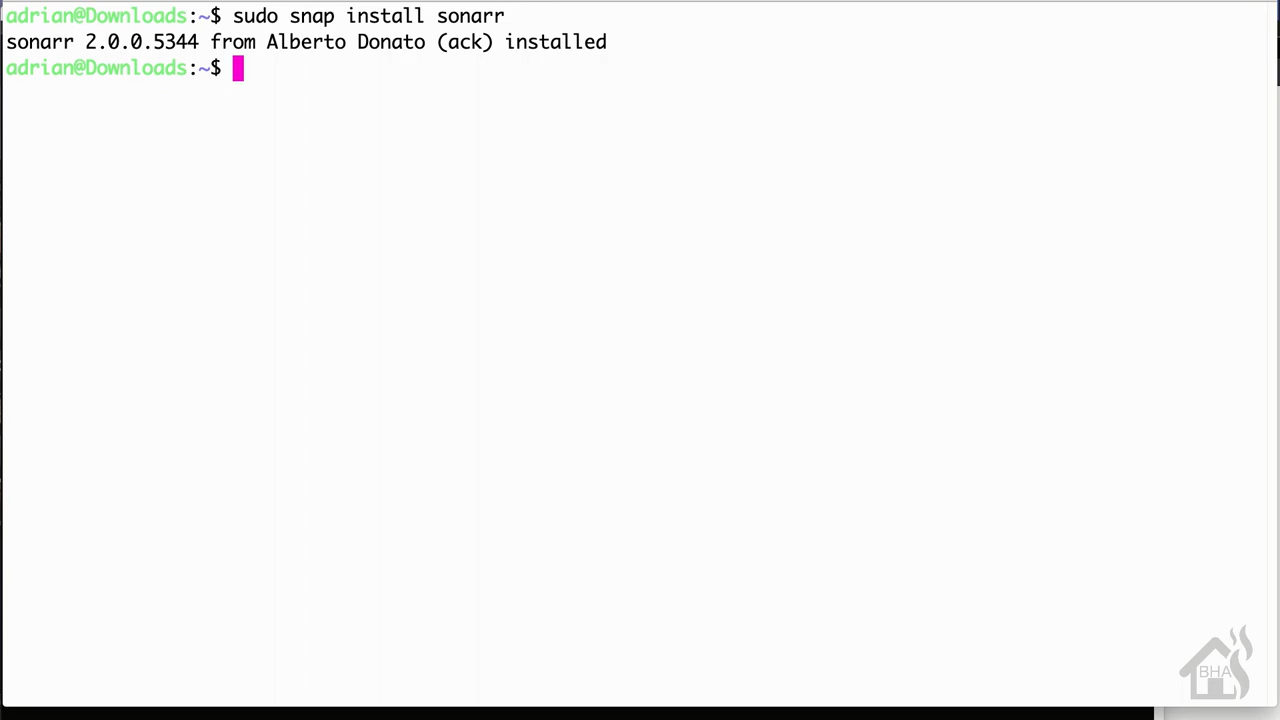 adrian@Downloads:~$ sudo snap install sonarr
sonarr 2.0.0.5344 from Alberto Donato (ack) installed
adrian@Downloads:~$
BHA